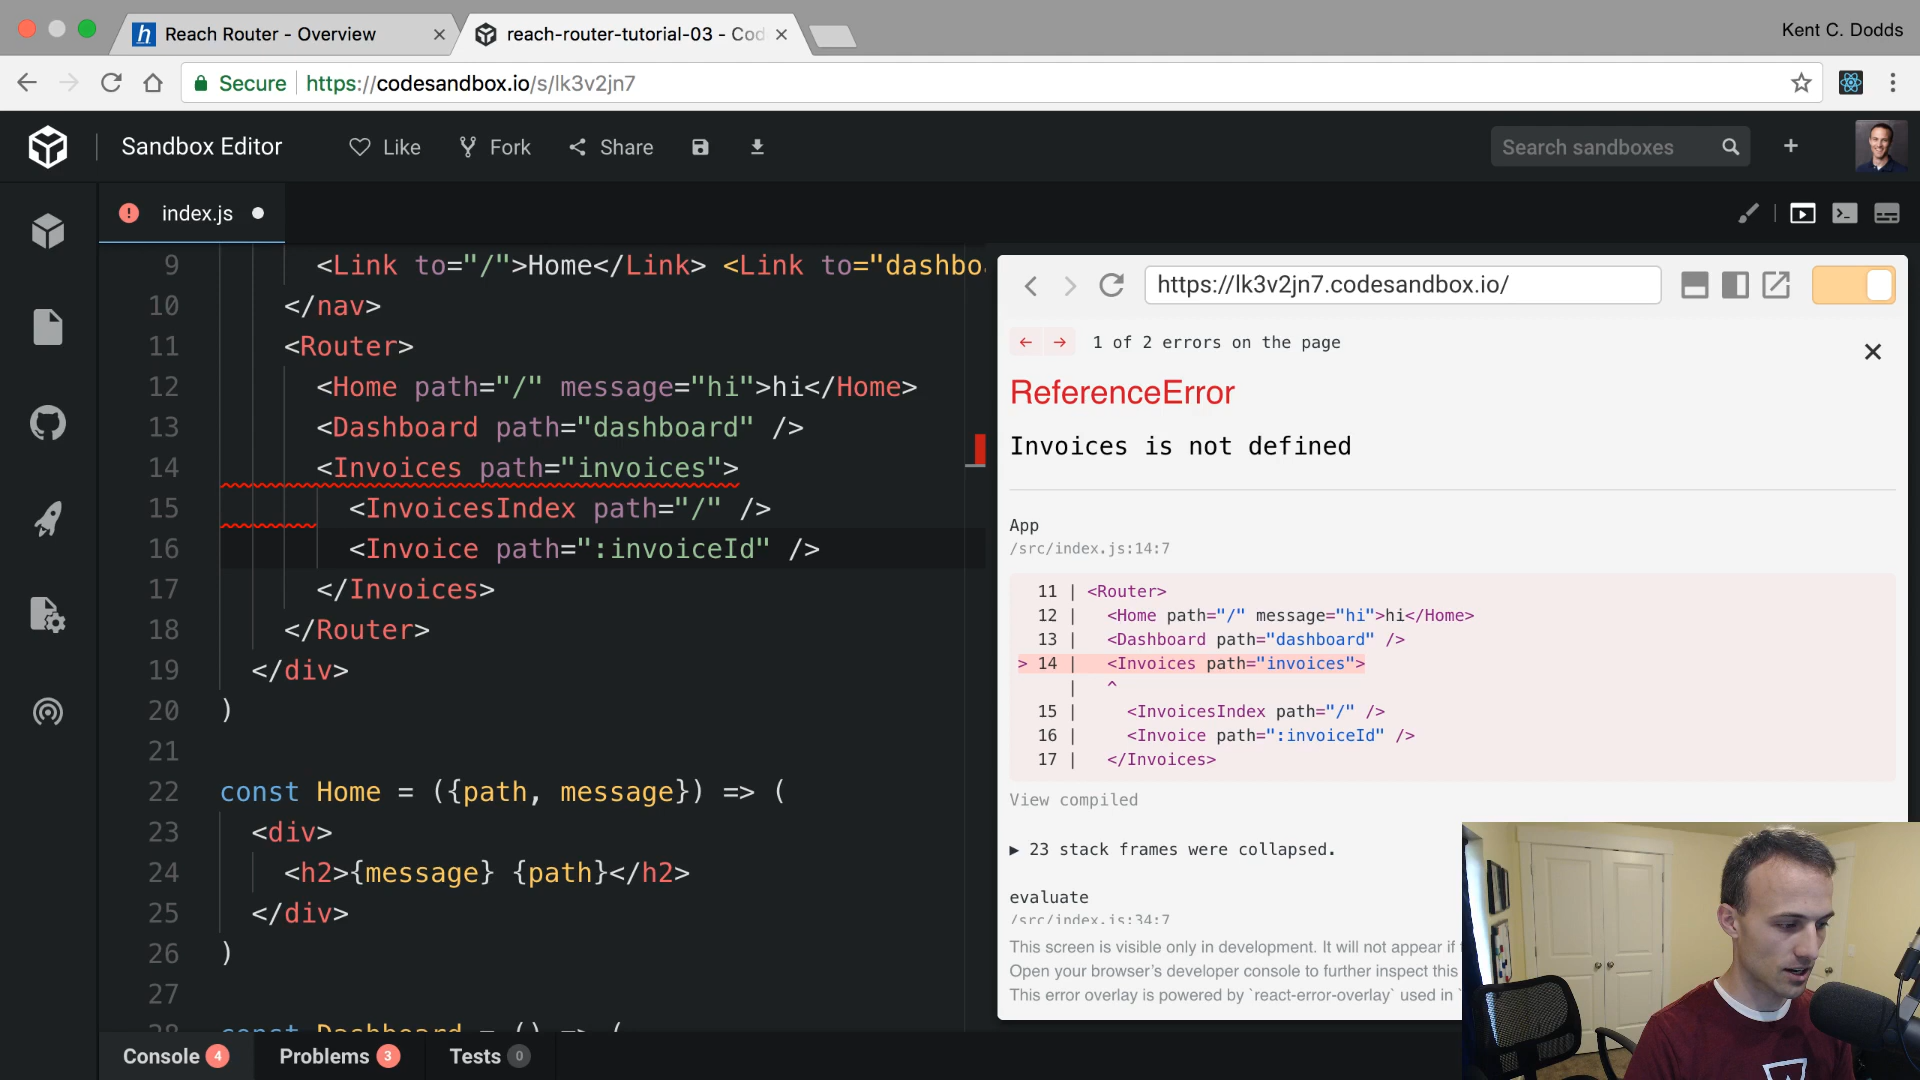 Reach Router - Overview
reach-router-tutorial-03 - Cod
Kent C. Dodds
Secure https://codesandbox.io/s/lk3v2jn7
Sandbox Editor
Like
Fork
Share
Search sandboxes
index.js
9 <Link to="/">Home</Link> <Link to="dashbo
10 </nav>
11 <Router>
12 <Home path="/" message="hi">hi</Home>
13 <Dashboard path="dashboard" />
14 <Invoices path="invoices">
15 <InvoicesIndex path="/" />
16 <Invoice path=":invoiceId" />
17 </Invoices>
18 </Router>
19 </div>
20 )
21
22 const Home = ({path, message}) => (
23 <div>
24 <h2>{message} {path}</h2>
25 </div>
26 )
27
28 const Dashboard = () => (
Console 4
Problems 3
Tests 0
https://lk3v2jn7.codesandbox.io/
← → 1 of 2 errors on the page
ReferenceError
Invoices is not defined
App
/src/index.js:14:7
11 | <Router>
12 | <Home path="/" message="hi">hi</Home>
13 | <Dashboard path="dashboard" />
> 14 | <Invoices path="invoices">
| ^
15 | <InvoicesIndex path="/" />
16 | <Invoice path=":invoiceId" />
17 | </Invoices>
View compiled
▶ 23 stack frames were collapsed.
evaluate
/src/index.js:34:7
This screen is visible only in development. It will not appear if
Open your browser's developer console to further inspect this
This error overlay is powered by `react-error-overlay` used in `